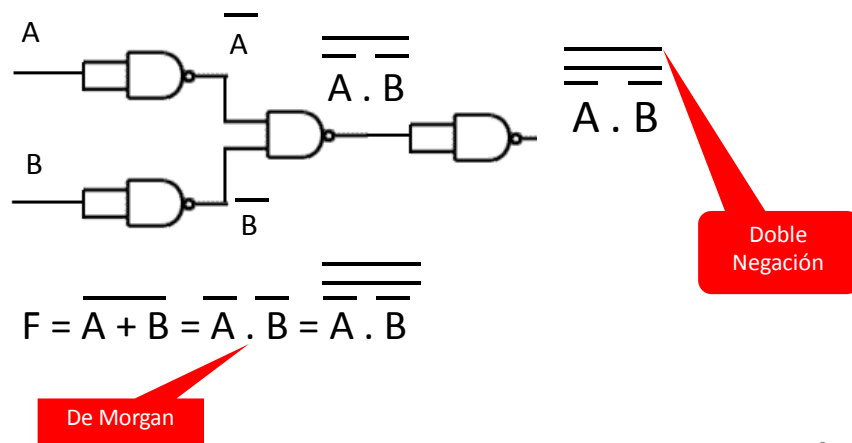 A
A̅
A̅ . B̅
A̅ . B̅
B
B̅
Doble
Negación
F = A + B = A̅ . B̅ = A̅ . B̅
De Morgan